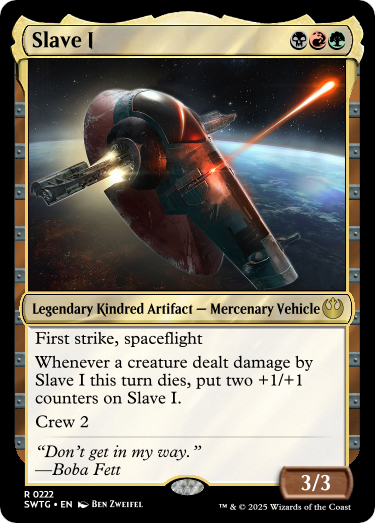 Slave I
Legendary Kindred Artifact — Mercenary Vehicle
First strike, spaceflight
Whenever a creature dealt damage by
Slave I this turn dies, put two +1/+1
counters on Slave I.
Crew 2
“Don’t get in my way.”
—Boba Fett
3/3
R 0222
SWTG • EN Ben Zweifel
™ & © 2025 Wizards of the Coast